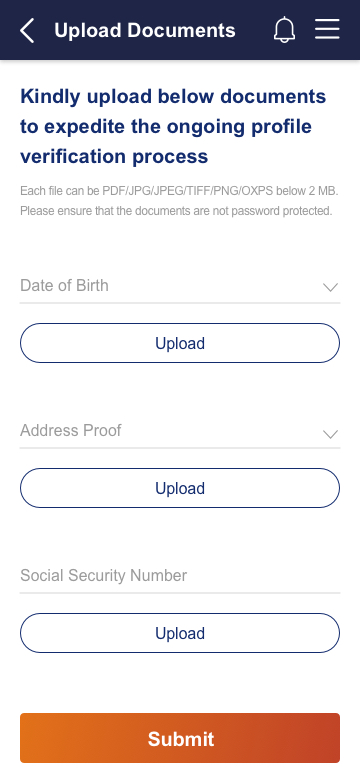 Upload Documents
Kindly upload below documents
to expedite the ongoing profile
verification process
Each file can be PDF/JPG/JPEG/TIFF/PNG/OXPS below 2 MB.
Please ensure that the documents are not password protected.
Date of Birth
Upload
Address Proof
Upload
Social Security Number
Upload
Submit